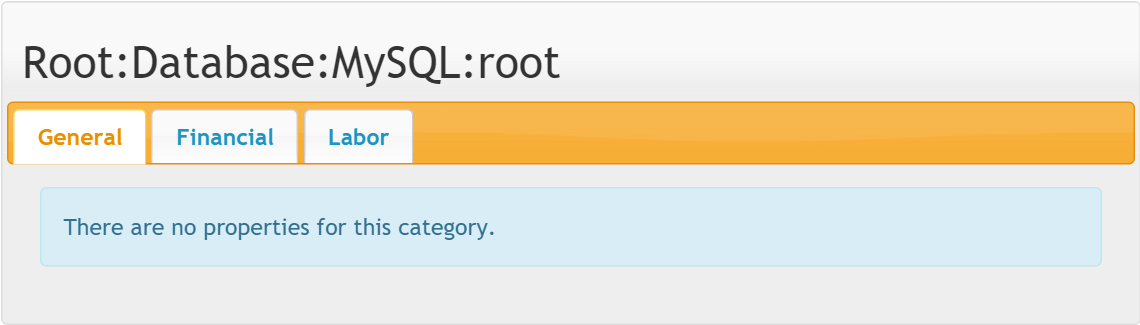 Root:Database:MySQL:root
General Financial Labor
There are no properties for this category.